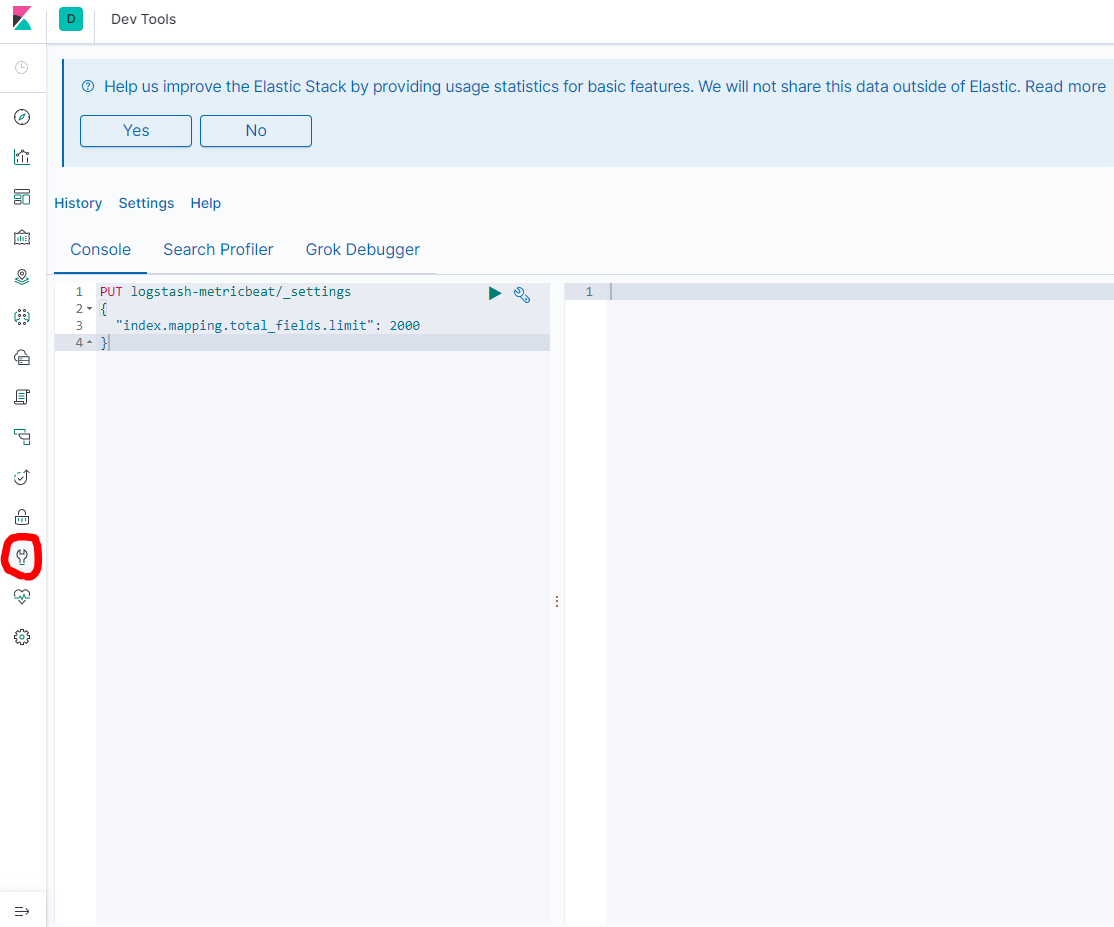 D Dev Tools
Help us improve the Elastic Stack by providing usage statistics for basic features. We will not share this data outside of Elastic. Read more
Yes No
History Settings Help
Console Search Profiler Grok Debugger
1 PUT logstash-metricbeat/_settings
2 {
3 "index.mapping.total_fields.limit": 2000
4 }
1